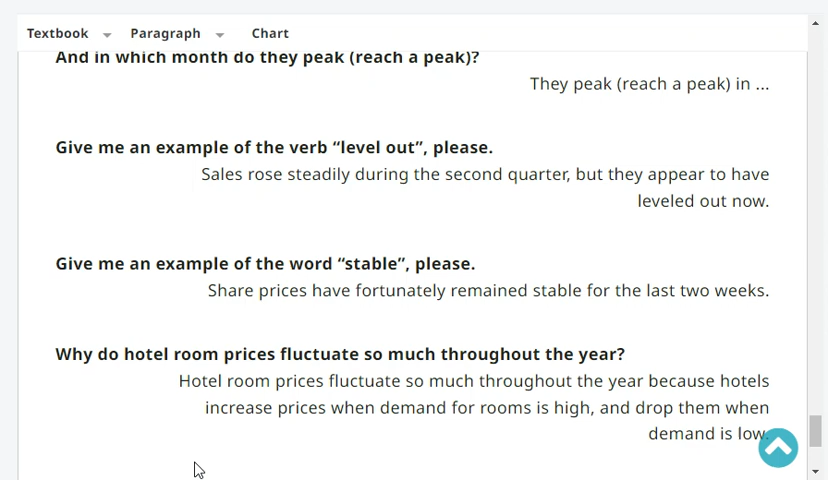 Textbook Paragraph Chart
And in which month do they peak (reach a peak)?
They peak (reach a peak) in ...
Give me an example of the verb “level out”, please.
Sales rose steadily during the second quarter, but they appear to have
leveled out now.
Give me an example of the word “stable”, please.
Share prices have fortunately remained stable for the last two weeks.
Why do hotel room prices fluctuate so much throughout the year?
Hotel room prices fluctuate so much throughout the year because hotels
increase prices when demand for rooms is high, and drop them when
demand is low.